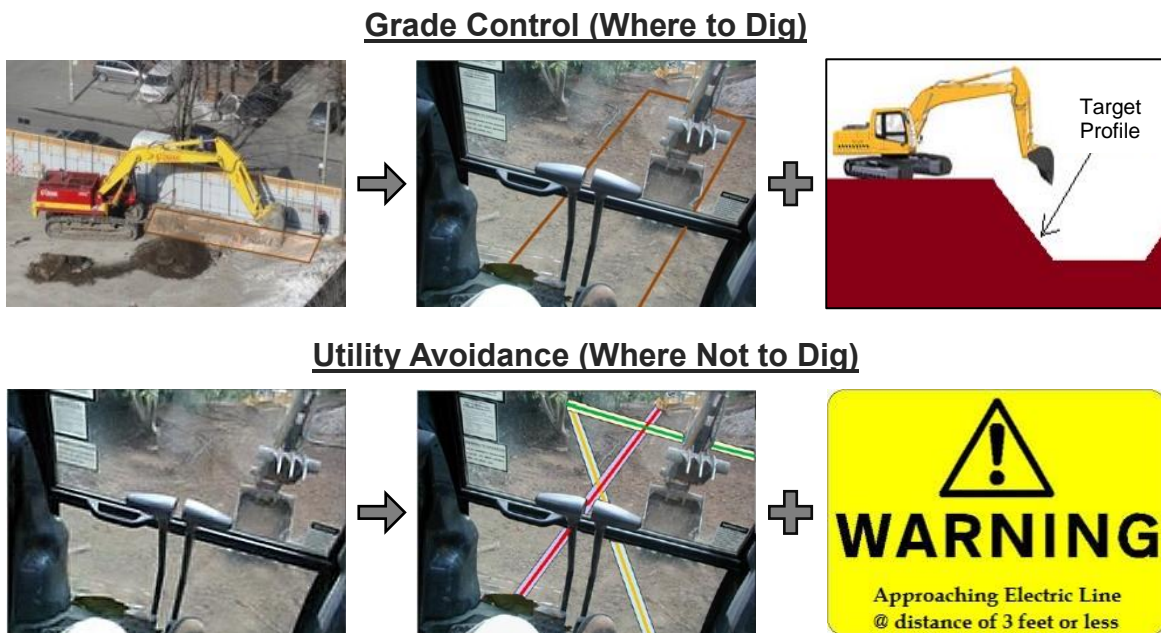 Grade Control (Where to Dig)
Target
Profile
Utility Avoidance (Where Not to Dig)
WARNING
Approaching Electric Line
@ distance of 3 feet or less